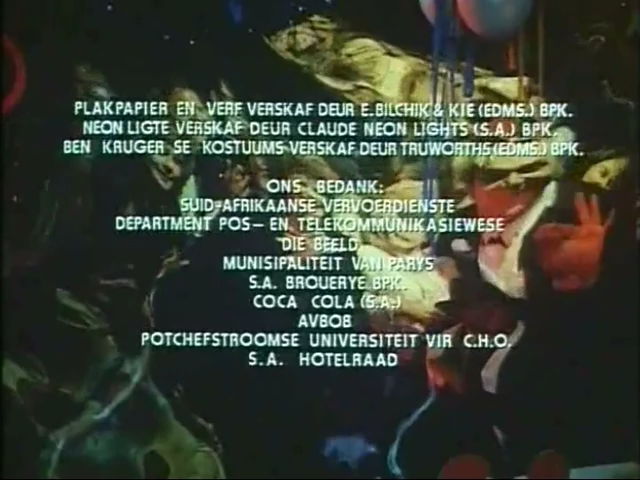 PLAKPAPIER EN VERF VERSKAF DEUR E. BILCHIK & KIE (EDMS.) BPK.
NEON LIGTE VERSKAF DEUR CLAUDE NEON LIGHTS (S.A.) BPK.
BEN KRUGER SE KOSTUUMS VERSKAF DEUR TRUWORTHS (EDMS.) BPK.
ONS BEDANK:
SUID-AFRIKAANSE VERVOERDIENSTE
DEPARTMENT POS- EN TELEKOMMUNIKASIEWESE
DIE BEELD
MUNISIPALITEIT VAN PARYS
S.A. BROUERYE BPK.
COCA COLA (S.A.)
AVBOB
POTCHEFSTROOMSE UNIVERSITEIT VIR C.H.O.
S.A. HOTELRAAD